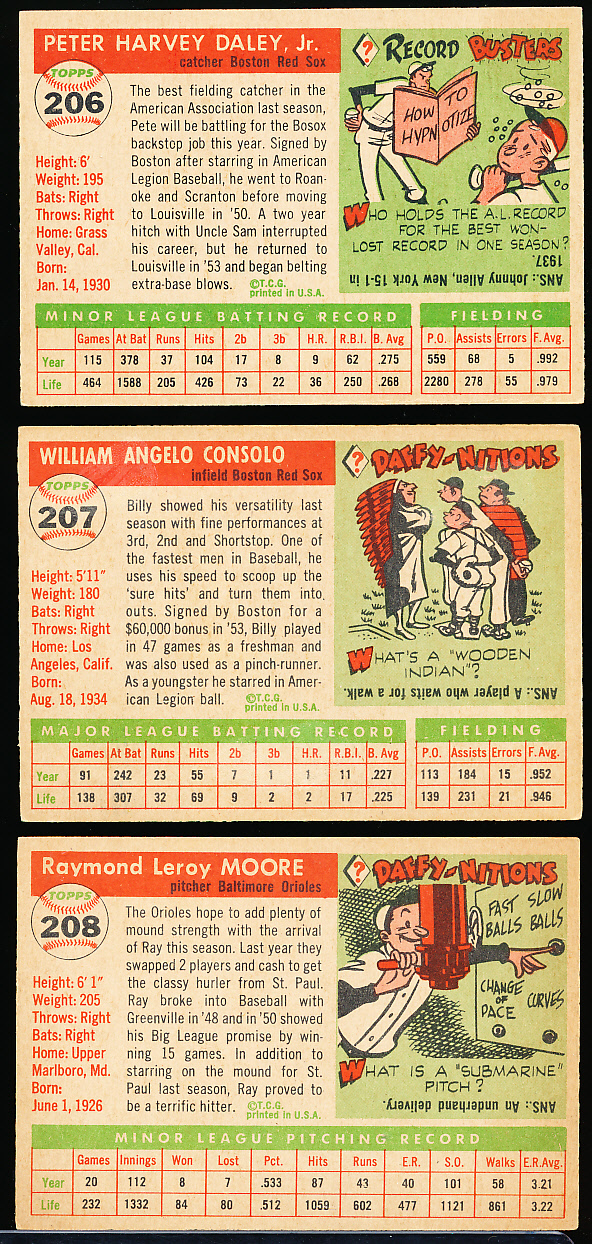 PETER HARVEY DALEY, Jr.
catcher Boston Red Sox
TOPPS
206
Height: 6'
Weight: 195
Bats: Right
Throws: Right
Home: Grass
Valley, Cal.
Born:
Jan. 14, 1930
The best fielding catcher in the
American Association last season,
Pete will be battling for the Bosox
backstop job this year. Signed by
Boston after starring in American
Legion Baseball, he went to Roan-
oke and Scranton before moving
to Louisville in '50. A two year
hitch with Uncle Sam interrupted
his career, but he returned to
Louisville in '53 and began belting
extra-base blows. ©T.C.G.
printed in U.S.A.
? RECORD BUSTERS
HOW TO
HYPNOTIZE
WHO HOLDS THE A.L. RECORD
FOR THE BEST WON-
LOST RECORD IN ONE SEASON?
ANS.: Johnny Allen, New York 15-1 in
1937.
MINOR LEAGUE BATTING RECORD FIELDING
Games At Bat Runs Hits 2b 3b H.R. R.B.I. B. Avg P.O. Assists Errors F. Avg.
Year 115 378 37 104 17 8 9 62 .275 559 68 5 .992
Life 464 1588 205 426 73 22 36 250 .268 2280 278 55 .979
WILLIAM ANGELO CONSOLO
infield Boston Red Sox
TOPPS
207
Height: 5'11"
Weight: 180
Bats: Right
Throws: Right
Home: Los
Angeles, Calif.
Born:
Aug. 18, 1934
Billy showed his versatility last
season with fine performances at
3rd, 2nd and Shortstop. One of
the fastest men in Baseball, he
uses his speed to scoop up the
'sure hits' and turn them into
outs. Signed by Boston for a
$60,000 bonus in '53, Billy played
in 47 games as a freshman and
was also used as a pinch-runner.
As a youngster he starred in Amer-
ican Legion ball. ©T.C.G.
printed in U.S.A.
? DAFFY-NITIONS
6
WHAT'S A "WOODEN
INDIAN"?
ANS.: A player who waits for a walk.
MAJOR LEAGUE BATTING RECORD FIELDING
Games At Bat Runs Hits 2b 3b H.R. R.B.I. B. Avg P.O. Assists Errors F. Avg.
Year 91 242 23 55 7 1 1 11 .227 113 184 15 .952
Life 138 307 32 69 9 2 2 17 .225 139 231 21 .946
Raymond Leroy MOORE
pitcher Baltimore Orioles
TOPPS
208
Height: 6' 1"
Weight: 205
Throws: Right
Bats: Right
Home: Upper
Marlboro, Md.
Born:
June 1, 1926
The Orioles hope to add plenty of
mound strength with the arrival
of Ray this season. Last year they
swapped 2 players and cash to get
the classy hurler from St. Paul.
Ray broke into Baseball with
Greenville in '48 and in '50 showed
his Big League promise by win-
ning 15 games. In addition to
starring on the mound for St.
Paul last season, Ray proved to
be a terrific hitter. ©T.C.G.
printed in U.S.A.
? DAFFY-NITIONS
FAST BALLS
SLOW BALLS
CHANGE OF PACE
CURVES
WHAT IS A "SUBMARINE"
PITCH?
ANS.: An underhand delivery.
MINOR LEAGUE PITCHING RECORD
Games Innings Won Lost Pct. Hits Runs E.R. S.O. Walks E.R.Avg.
Year 20 112 8 7 .533 87 43 40 101 58 3.21
Life 232 1332 84 80 .512 1059 602 477 1121 861 3.22